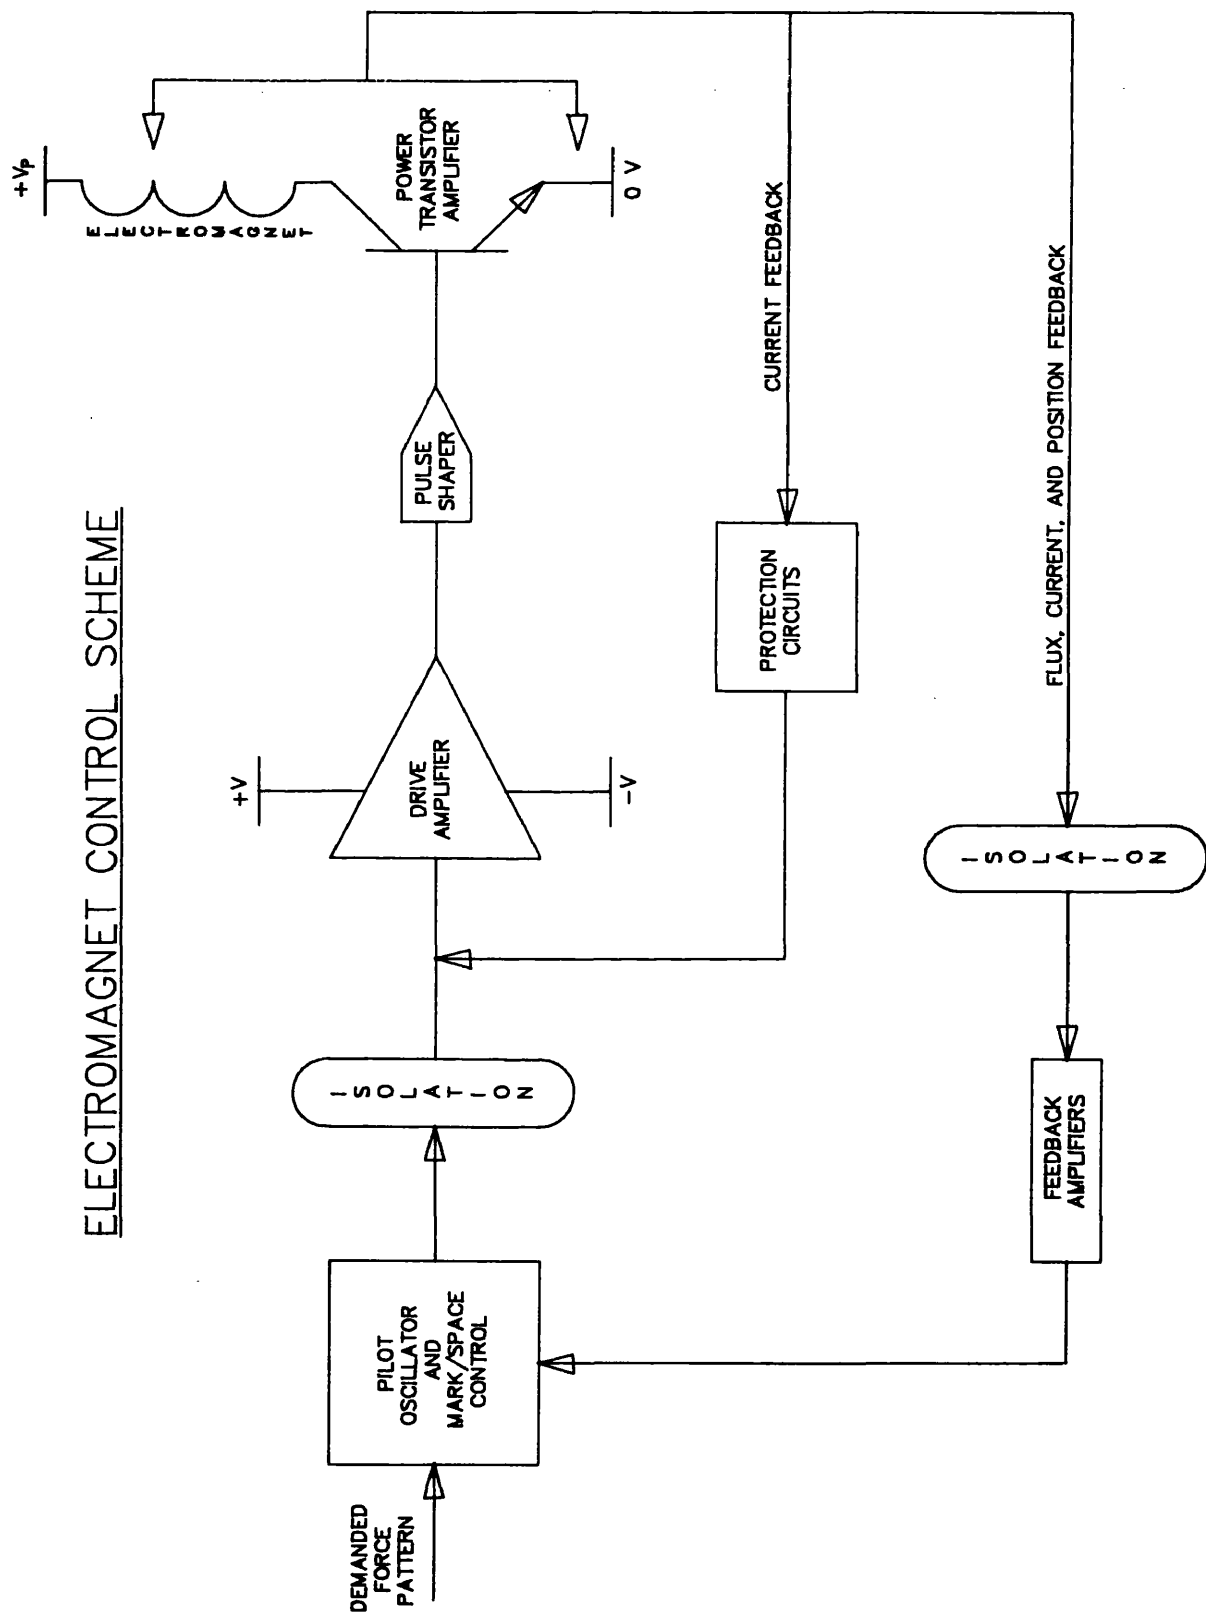 ELECTROMAGNET CONTROL SCHEME
DEMANDED
FORCE
PATTERN
PILOT
OSCILLATOR
AND
MARK/SPACE
CONTROL
ISOLATION
+V
DRIVE
AMPLIFIER
-V
PULSE
SHAPER
+Vp
ELECTROMAGNET
POWER
TRANSISTOR
AMPLIFIER
0 V
CURRENT FEEDBACK
PROTECTION
CIRCUITS
FLUX, CURRENT, AND POSITION FEEDBACK
ISOLATION
FEEDBACK
AMPLIFIERS